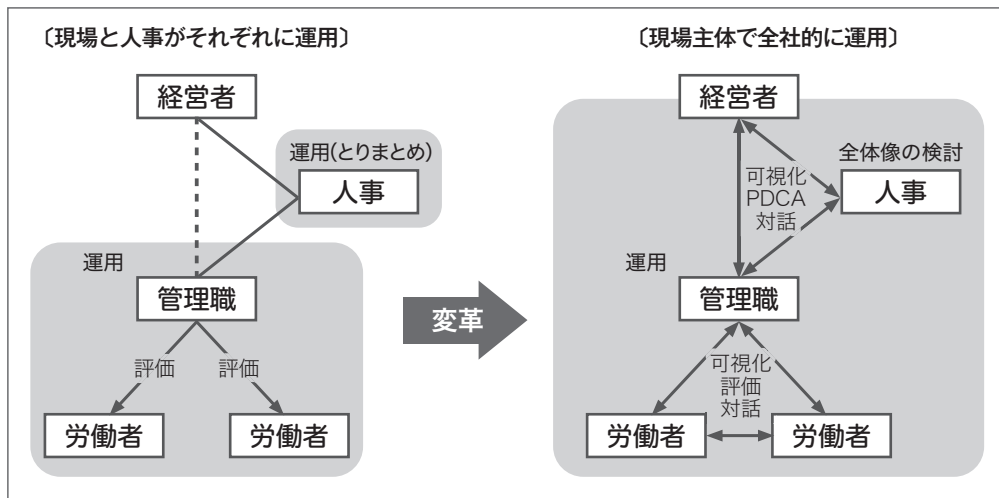 〔現場と人事がそれぞれに運用〕
経営者
運用(とりまとめ)
人事
運用
管理職
評価
評価
労働者
労働者
変革
〔現場主体で全社的に運用〕
経営者
全体像の検討
人事
可視化
PDCA
対話
運用
管理職
可視化
評価
対話
労働者
労働者